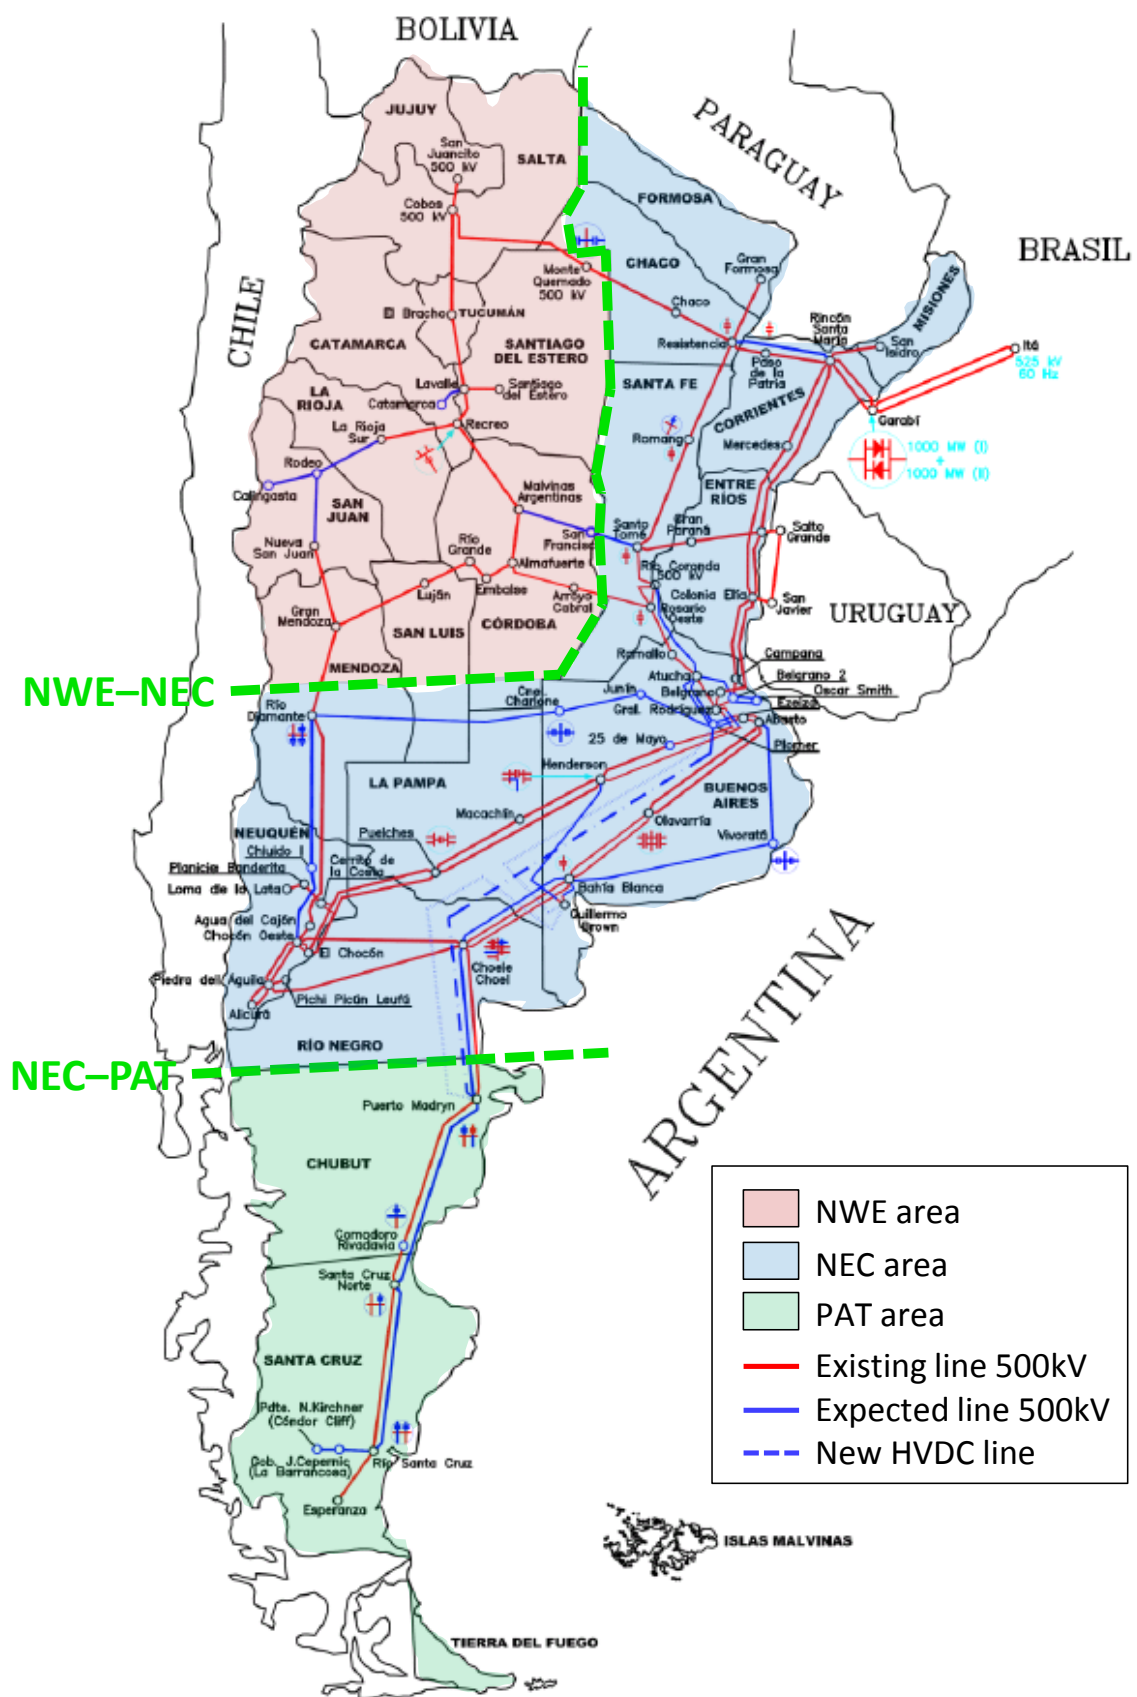 BOLIVIA
PARAGUAY
BRASIL
CHILE
URUGUAY
ARGENTINA
JUJUY
San
Juancito
500 kV
SALTA
Cobos
500 kV
FORMOSA
CHACO
Gran
Formosa
Monte
Quemado
500 kV
Chaco
MISIONES
El Bracho
TUCUMÁN
Resistencia
Rincón
Santa
María
San
Isidro
Itá
525 kV
60 Hz
CATAMARCA
SANTIAGO
DEL ESTERO
Paso
de la
Patria
Lavalle
Santiago
del Estero
SANTA FE
Catamarca
LA
RIOJA
CORRIENTES
Garabí
La Rioja
Sur
Recreo
Romang
Mercedes
1000 MW (I)
+
1000 MW (II)
Rodeo
Calingasta
Malvinas
Argentinas
ENTRE
RÍOS
SAN
JUAN
Nueva
San Juan
Río
Grande
San
Francisco
Santo
Tomé
Gran
Paraná
Salto
Grande
Almafuerte
Río Coronda
500 kV
Luján
Embalse
Arroyo
Cabral
Colonia Elía
San
Javier
Gran
Mendoza
SAN LUIS
CÓRDOBA
Rosario
Oeste
Ramallo
Campana
MENDOZA
Atucha
Belgrano 2
NWE–NEC
Cnel.
Charlone
Junín
Belgrano
Oscar Smith
Río
Diamante
Gral. Rodríguez
Ezeiza
Abasto
25 de Mayo
Plomer
Henderson
LA PAMPA
BUENOS
AIRES
Macachín
Olavarría
NEUQUÉN
Puelches
Vivoratá
Chiuido I
Planicie Banderita
Cerrito de
la Costa
Loma de la Lata
Bahía Blanca
Agua del Cajón
Guillermo
Brown
Chocón Oeste
El Chocón
Choele
Choel
Piedra del Aguila
Alicurá
Pichi Picún Leufú
RÍO NEGRO
NEC–PAT
Puerto Madryn
CHUBUT
Comodoro
Rivadavia
Santa Cruz
Norte
SANTA CRUZ
Pdte. N.Kirchner
(Cóndor Cliff)
Gob. J.Cepernic
(La Barrancosa)
Río Santa Cruz
Esperanza
ISLAS MALVINAS
TIERRA DEL FUEGO
NWE area
NEC area
PAT area
Existing line 500kV
Expected line 500kV
New HVDC line